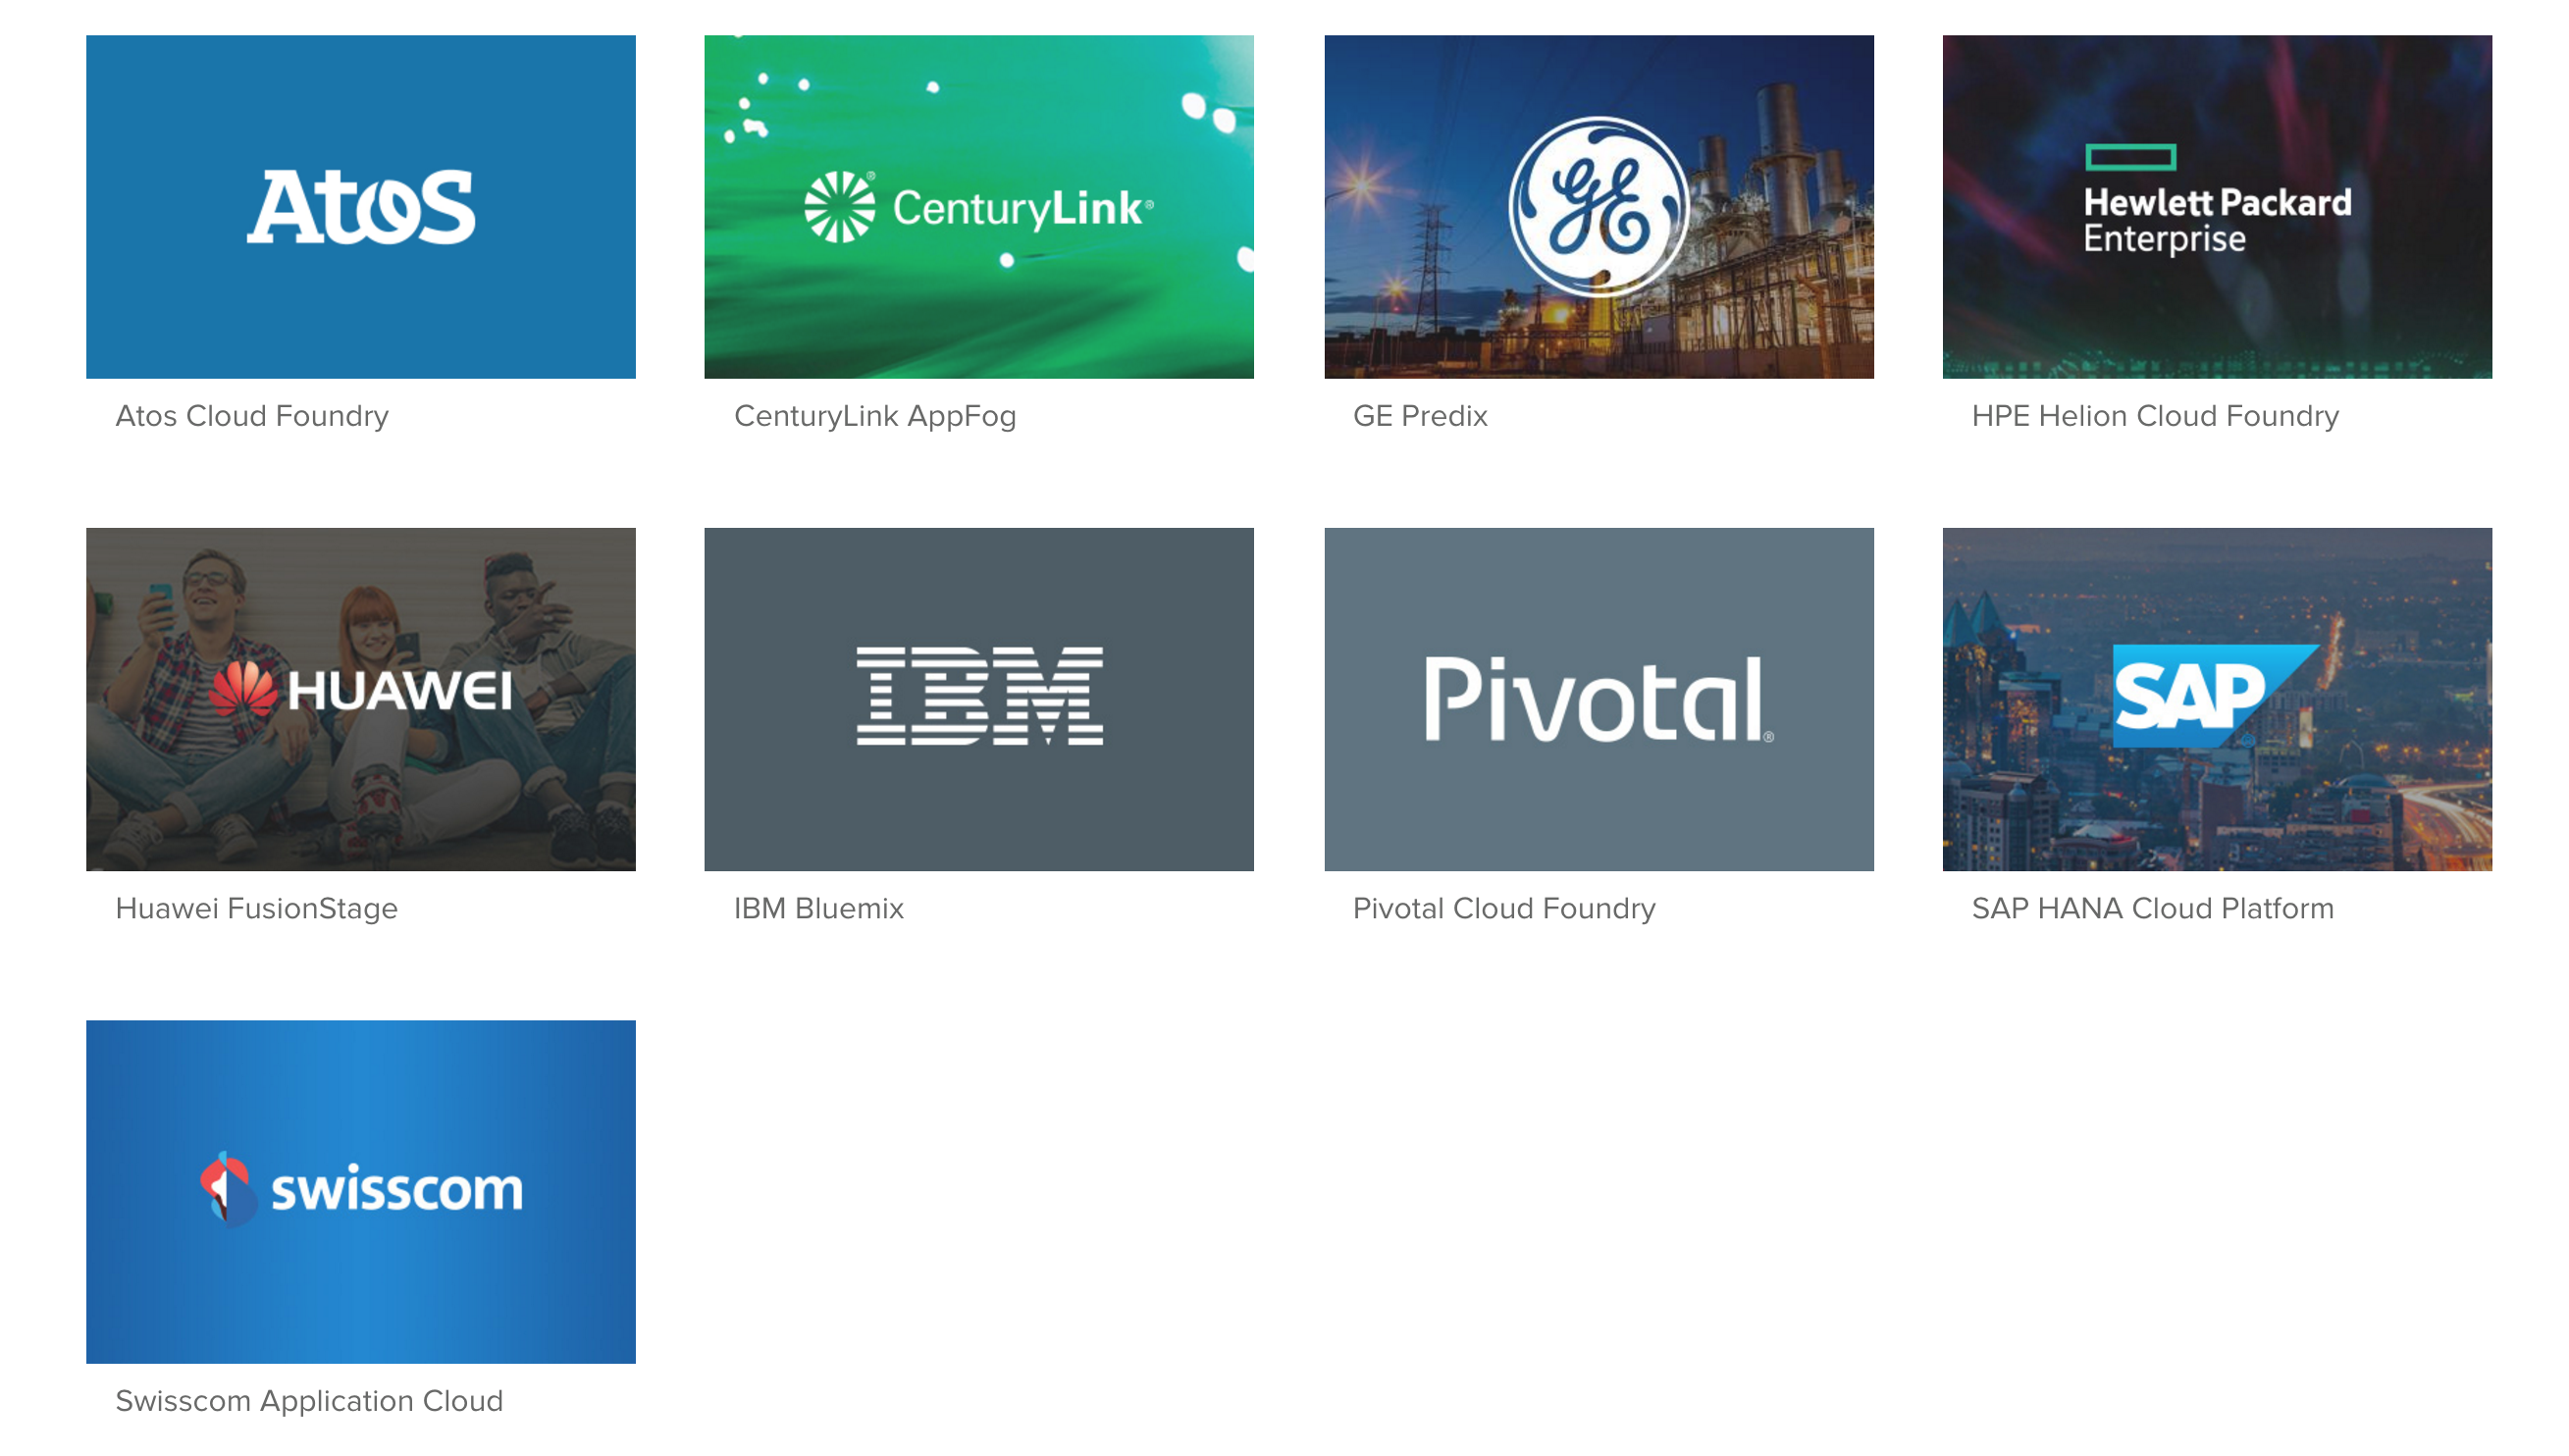 Atos
CenturyLink®
GE
Hewlett Packard
Enterprise
Atos Cloud Foundry
CenturyLink AppFog
GE Predix
HPE Helion Cloud Foundry
HUAWEI
IBM
Pivotal®
SAP
Huawei FusionStage
IBM Bluemix
Pivotal Cloud Foundry
SAP HANA Cloud Platform
swisscom
Swisscom Application Cloud